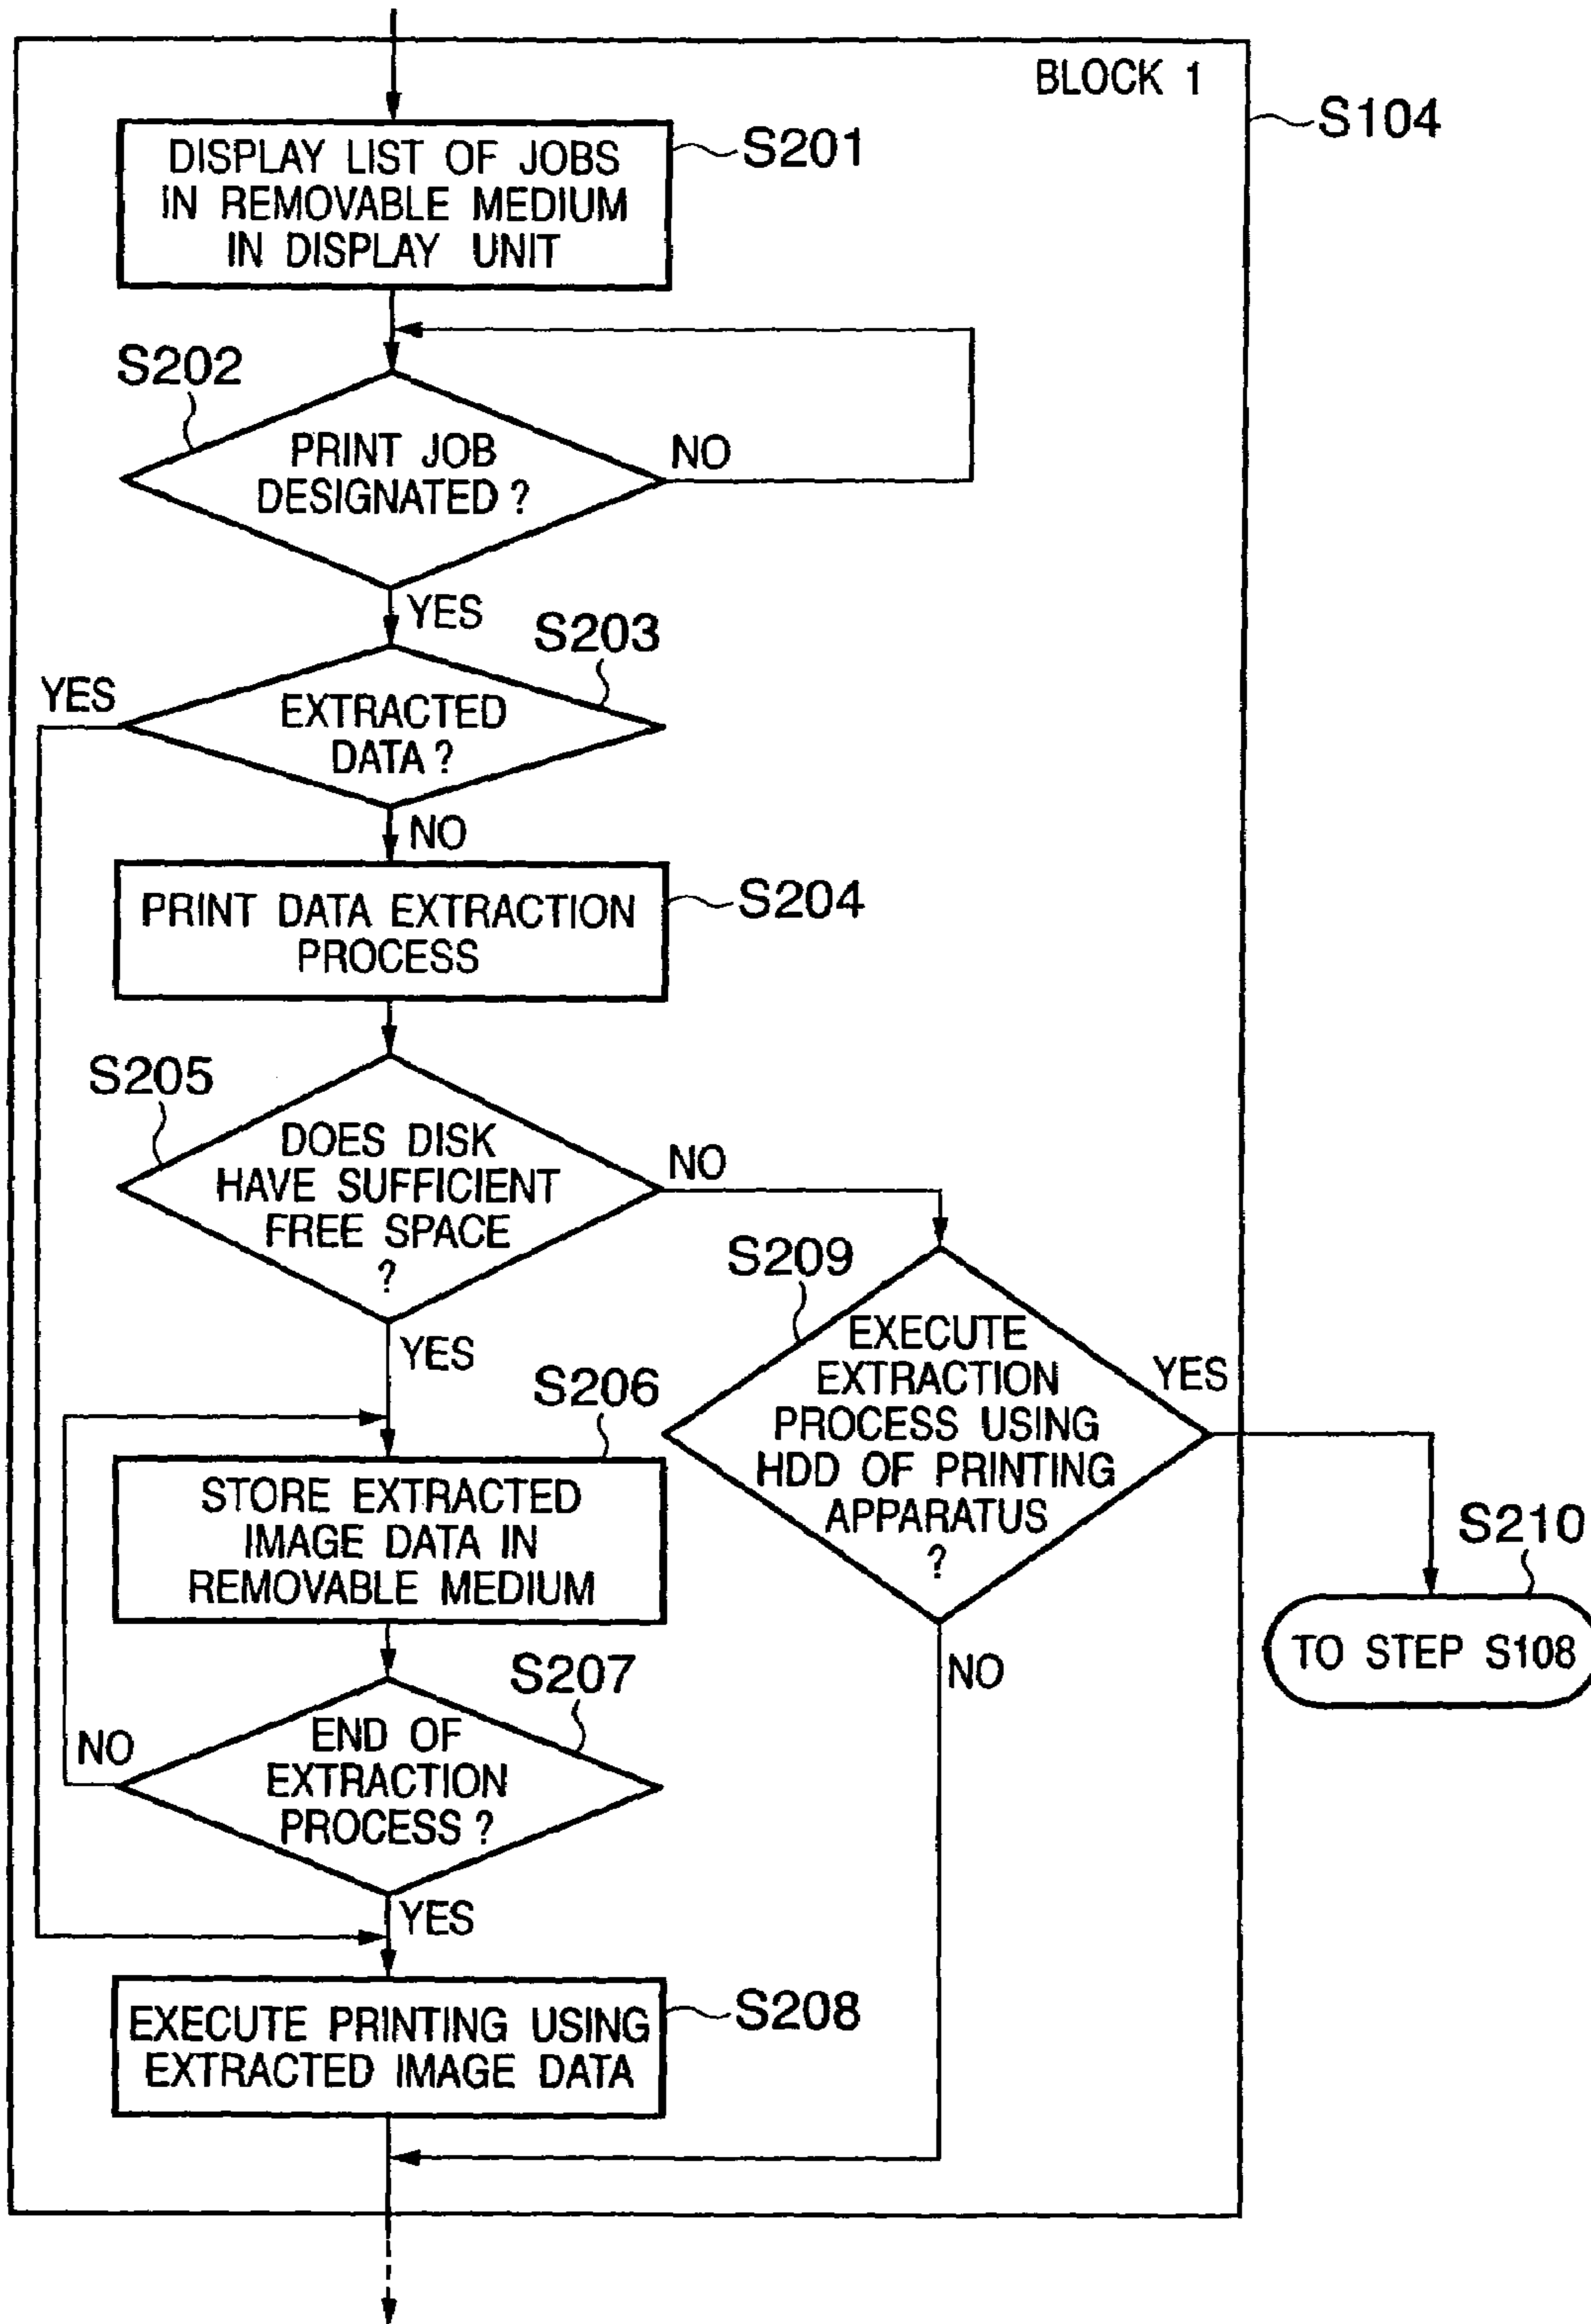 BLOCK 1
S104
DISPLAY LIST OF JOBS
IN REMOVABLE MEDIUM
IN DISPLAY UNIT
S201
S202
PRINT JOB
DESIGNATED ?
NO
YES
S203
YES
EXTRACTED
DATA ?
NO
PRINT DATA EXTRACTION
PROCESS
S204
S205
DOES DISK
HAVE SUFFICIENT
FREE SPACE
?
NO
YES
S209
EXECUTE
EXTRACTION
PROCESS USING
HDD OF PRINTING
APPARATUS
?
YES
NO
S210
TO STEP S108
S206
STORE EXTRACTED
IMAGE DATA IN
REMOVABLE MEDIUM
S207
END OF
EXTRACTION
PROCESS ?
NO
YES
EXECUTE PRINTING USING
EXTRACTED IMAGE DATA
S208